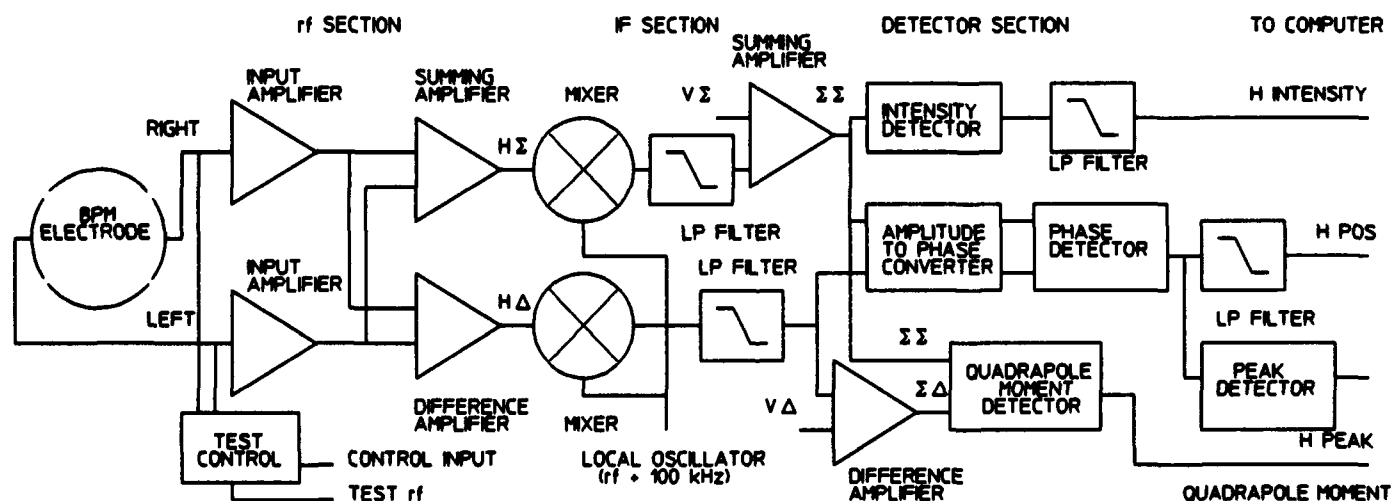 rf SECTION
IF SECTION
DETECTOR SECTION
TO COMPUTER
SUMMING
AMPLIFIER
INPUT
AMPLIFIER
SUMMING
AMPLIFIER
MIXER
V Σ
Σ Σ
INTENSITY
DETECTOR
H INTENSITY
RIGHT
H Σ
LP FILTER
BPM
ELECTRODE
LP FILTER
AMPLITUDE
TO PHASE
CONVERTER
PHASE
DETECTOR
H POS
INPUT
AMPLIFIER
LP FILTER
H Δ
LEFT
LP FILTER
Σ Σ
QUADRAPOLE
MOMENT
DETECTOR
PEAK
DETECTOR
Σ Δ
V Δ
DIFFERENCE
AMPLIFIER
MIXER
TEST
CONTROL
H PEAK
CONTROL INPUT
LOCAL OSCILLATOR
(rf + 100 kHz)
DIFFERENCE
AMPLIFIER
TEST rf
QUADRAPOLE MOMENT